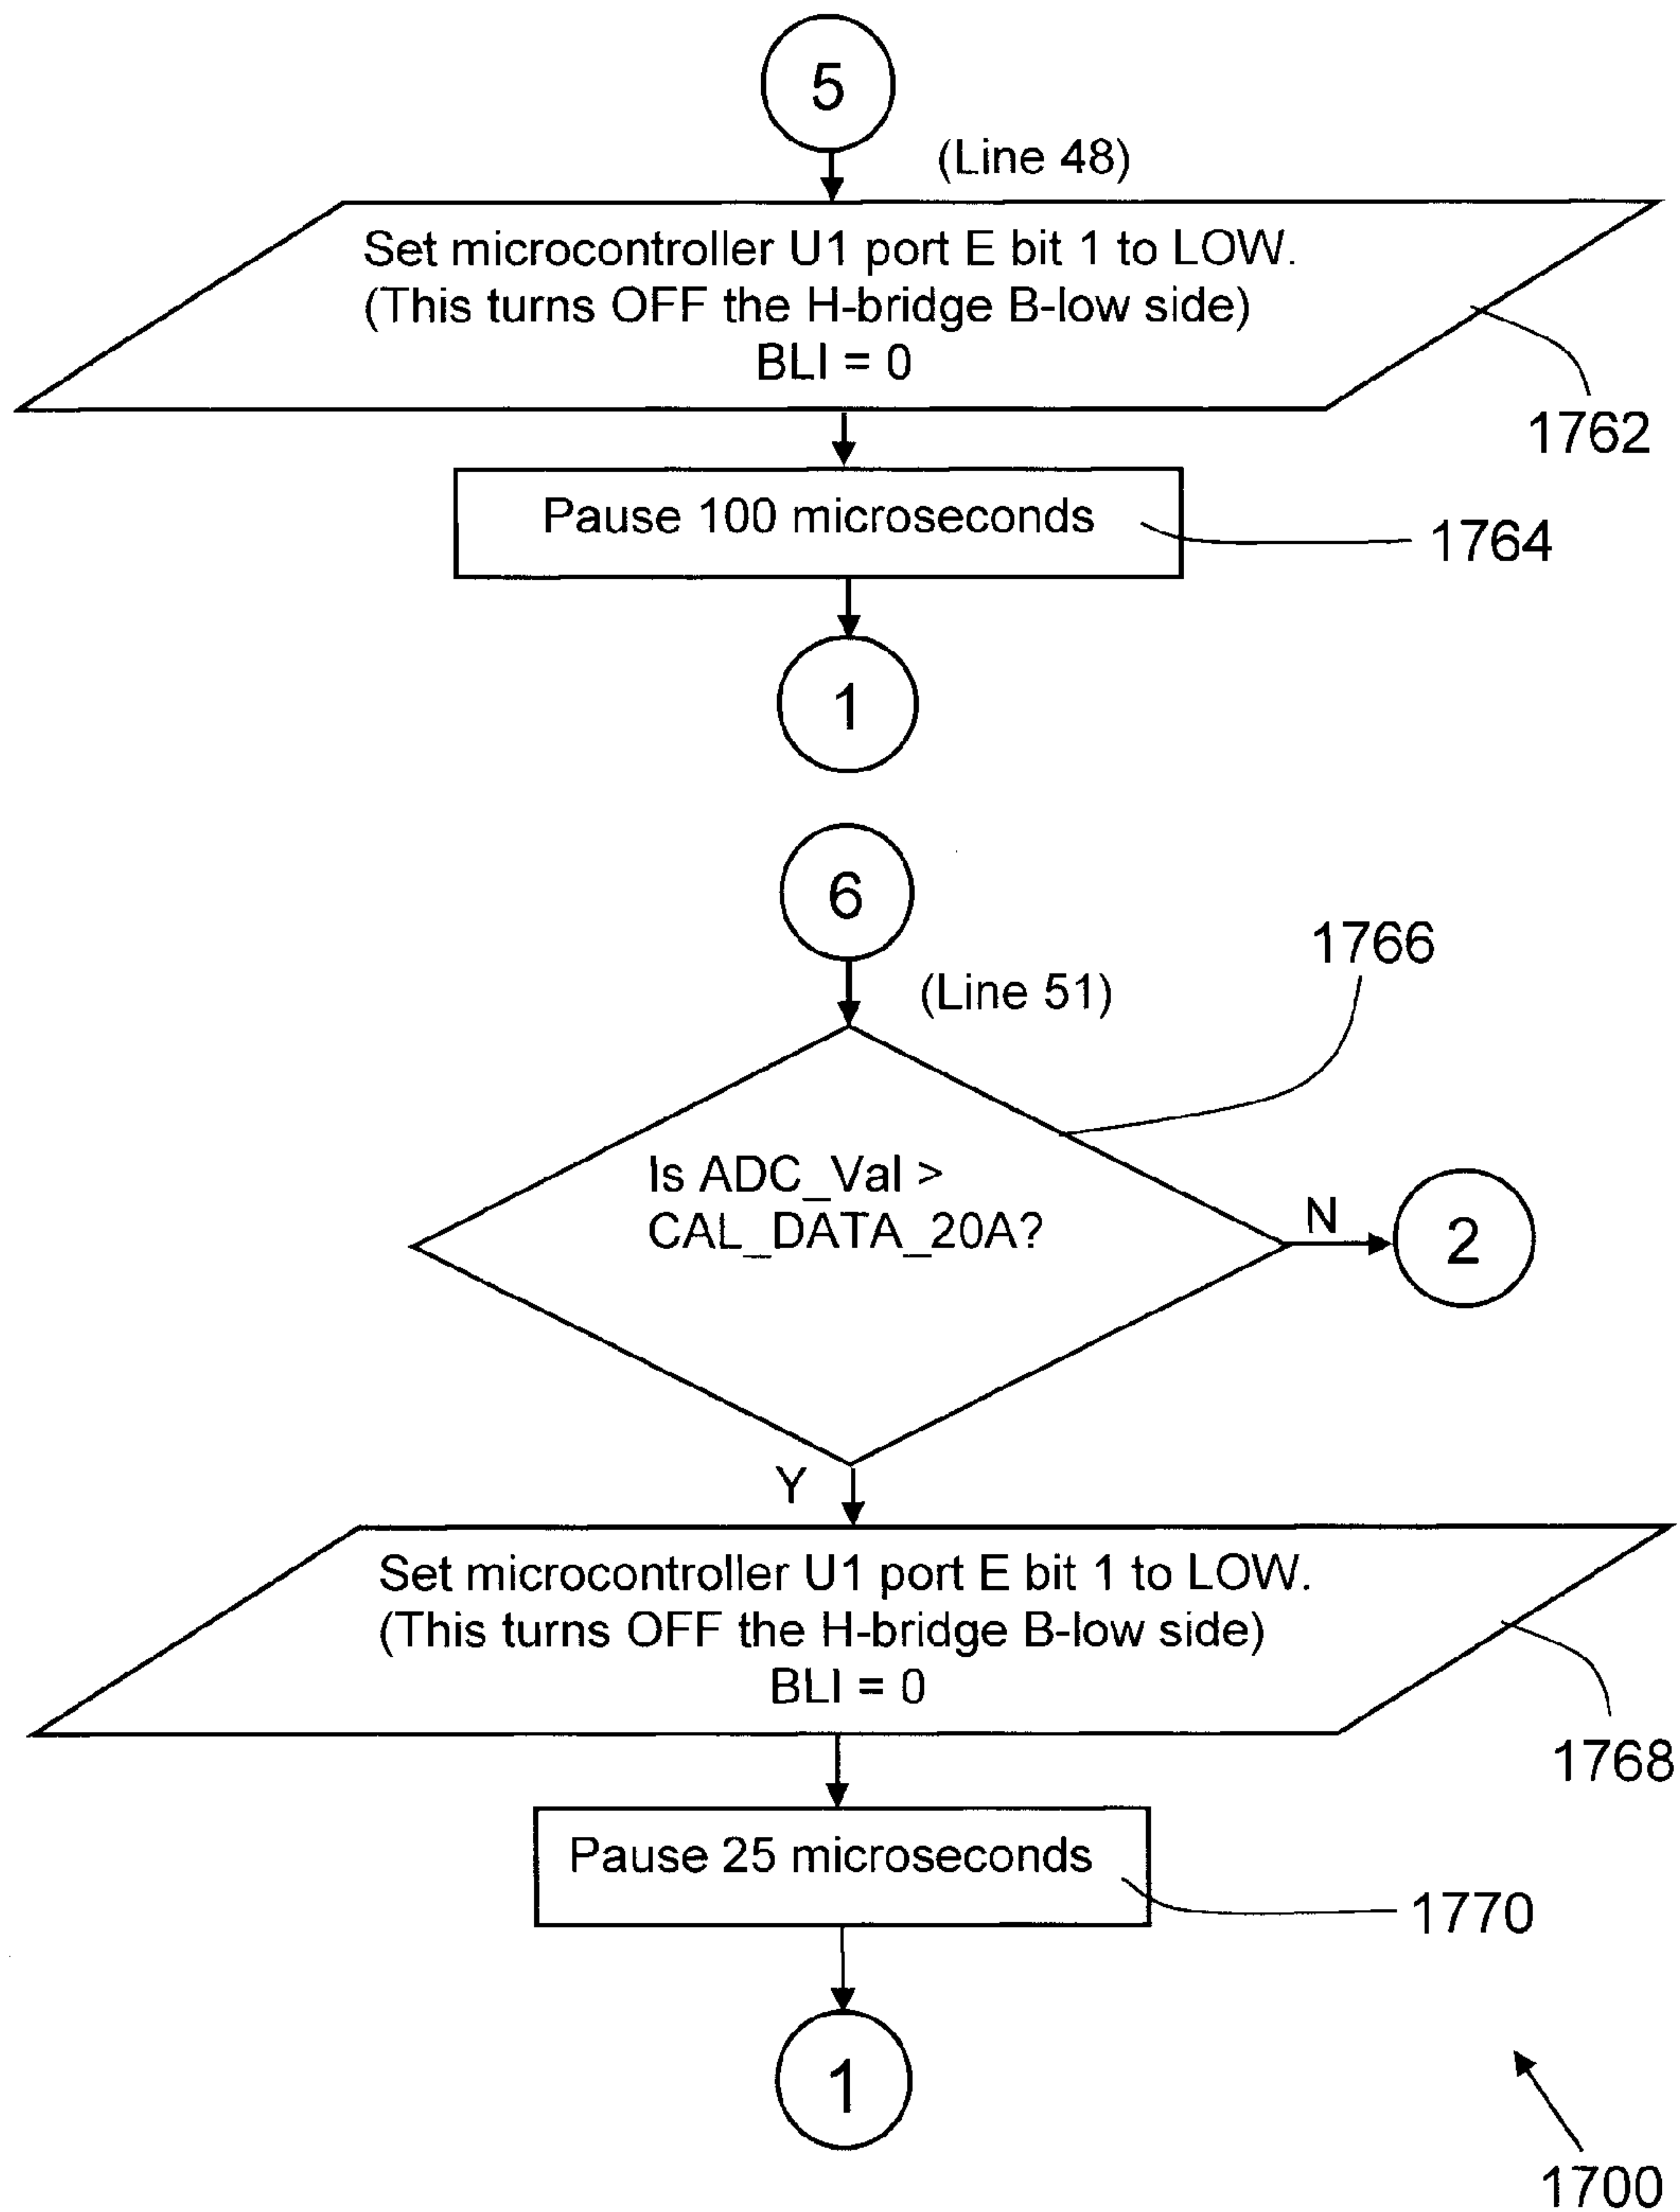 5
(Line 48)
Set microcontroller U1 port E bit 1 to LOW.
(This turns OFF the H-bridge B-low side)
BLI = 0
1762
Pause 100 microseconds
1764
1
6
1766
(Line 51)
Is ADC_Val >
CAL_DATA_20A?
N
2
Y
Set microcontroller U1 port E bit 1 to LOW.
(This turns OFF the H-bridge B-low side)
BLI = 0
1768
Pause 25 microseconds
1770
1
1700